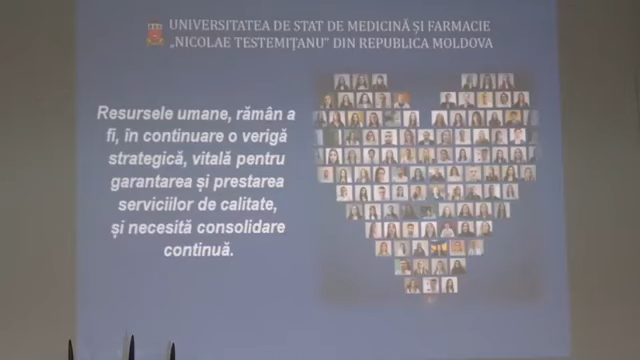 UNIVERSITATEA DE STAT DE MEDICINĂ ȘI FARMACIE
„NICOLAE TESTEMIȚANU” DIN REPUBLICA MOLDOVA
Resursele umane, rămân a
fi, în continuare o verigă
strategică, vitală pentru
garantarea și prestarea
serviciilor de calitate,
și necesită consolidare
continuă.